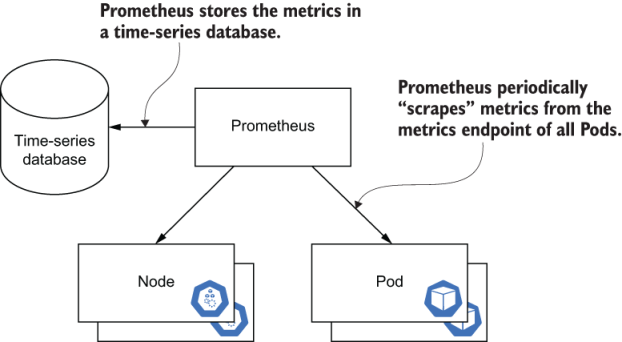 Prometheus stores the metrics in
a time-series database.
Prometheus periodically
“scrapes” metrics from the
metrics endpoint of all Pods.
Prometheus
Time-series
database
Node
Pod